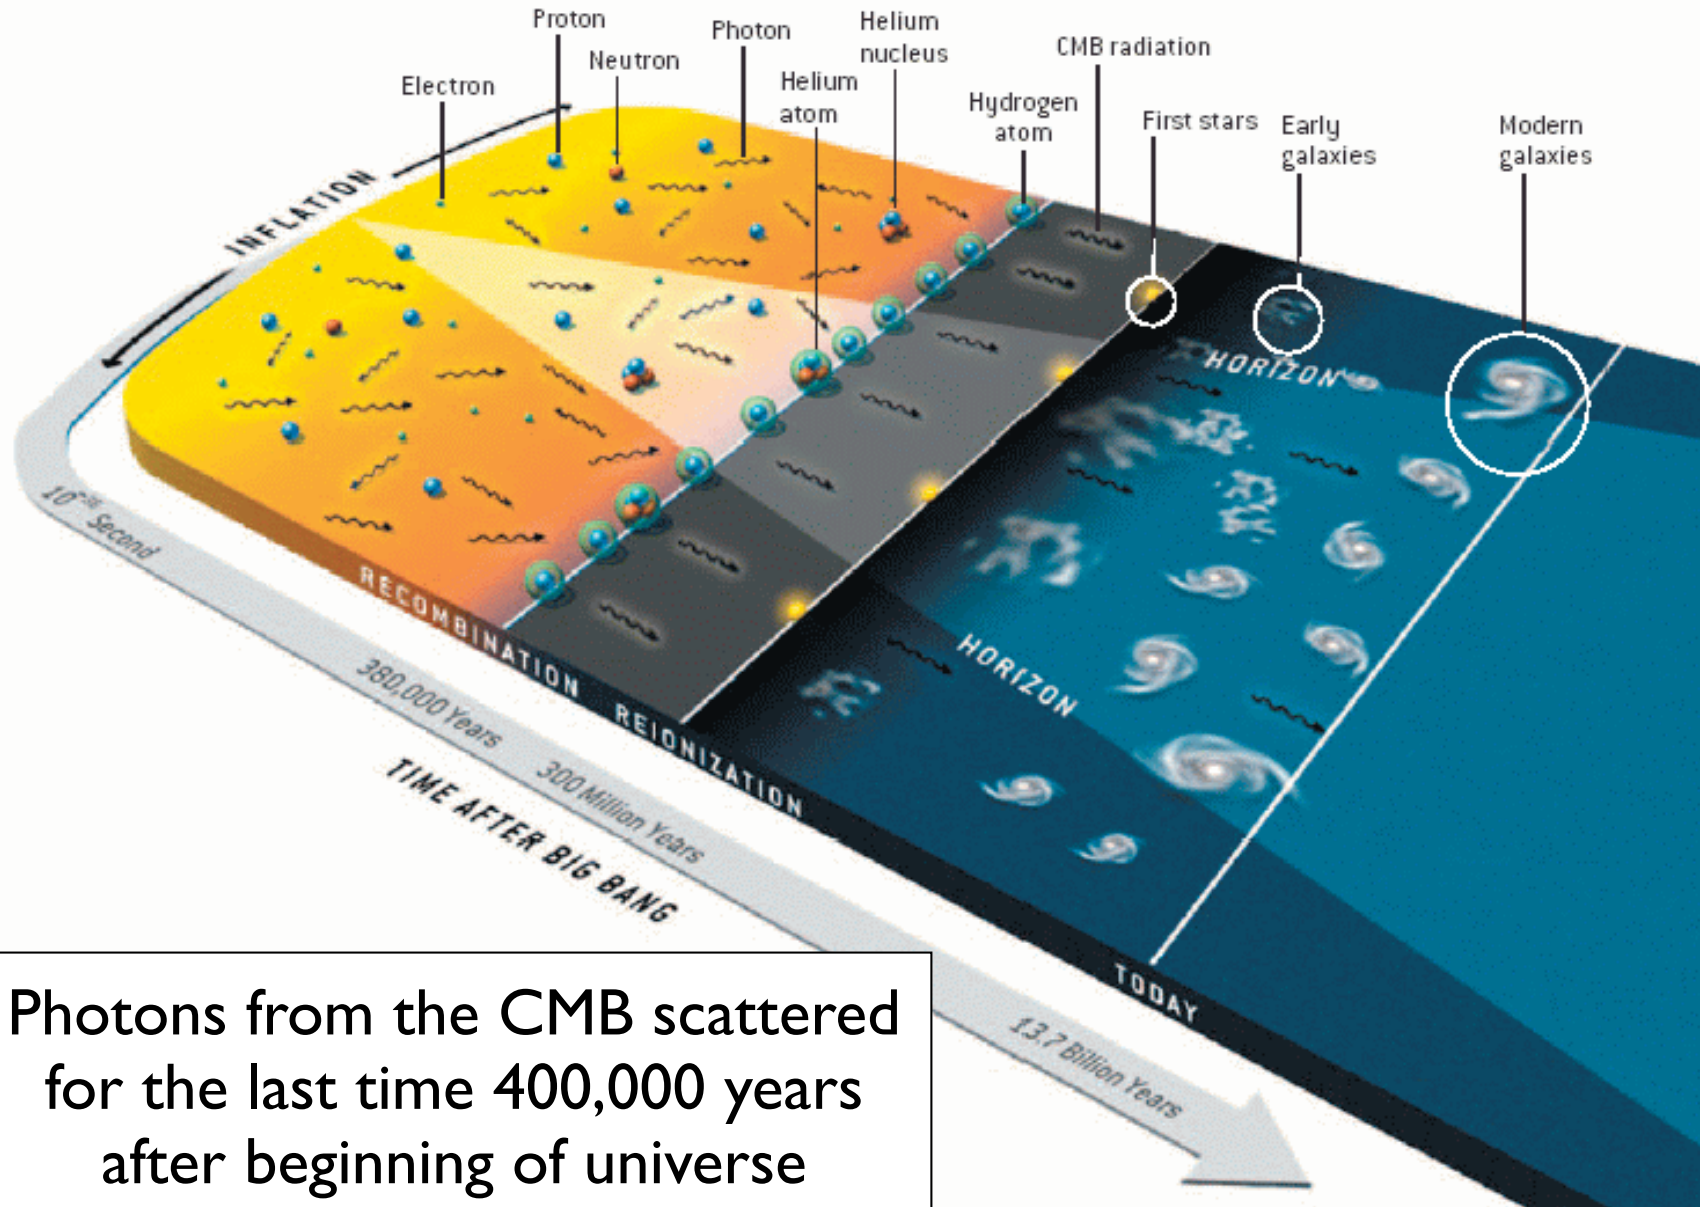 Proton
Neutron
Photon
Helium
nucleus
CMB radiation
Electron
Helium
atom
Hydrogen
atom
First stars
Early
galaxies
Modern
galaxies
INFLATION
HORIZON
HORIZON
Second
RECOMBINATION
380,000 Years
REIONIZATION
300 Million Years
TIME AFTER BIG BANG
TODAY
13.7 Billion Years
Photons from the CMB scattered
for the last time 400,000 years
after beginning of universe